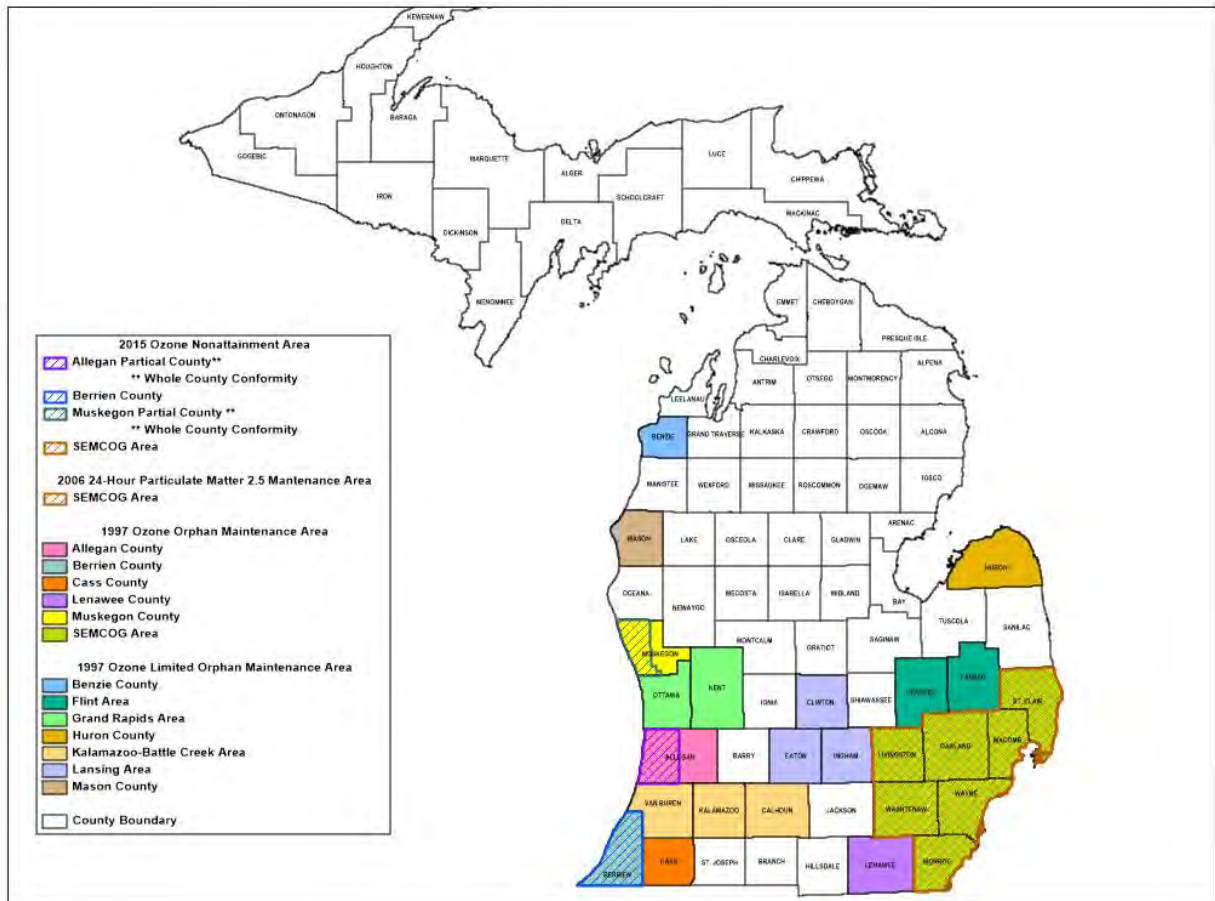 KEWEENAW
HOUGHTON
ONTONAGON
BARAGA
GOGEBIC
MARQUETTE
LUCE
ALGER
CHIPPEWA
IRON
SCHOOLCRAFT
MACKINAC
DICKINSON
DELTA
MENOMINEE
EMMET
CHEBOYGAN
PRESQUE ISLE
CHARLEVOIX
ANTRIM
OTSEGO
MONTMORENCY
ALPENA
LEELANAU
BENZIE
GRAND TRAVERSE
KALKASKA
CRAWFORD
OSCODA
ALCONA
MANISTEE
WEXFORD
MISSAUKEE
ROSCOMMON
OGEMAW
IOSCO
ARENAC
MASON
LAKE
OSCEOLA
CLARE
GLADWIN
HURON
OCEANA
NEWAYGO
MECOSTA
ISABELLA
MIDLAND
BAY
TUSCOLA
SANILAC
MUSKEGON
MONTCALM
GRATIOT
SAGINAW
OTTAWA
KENT
IONIA
CLINTON
SHIAWASSEE
GENESEE
LAPEER
ST. CLAIR
ALLEGAN
BARRY
EATON
INGHAM
LIVINGSTON
OAKLAND
MACOMB
VAN BUREN
KALAMAZOO
CALHOUN
JACKSON
WASHTENAW
WAYNE
BERRIEN
CASS
ST. JOSEPH
BRANCH
HILLSDALE
LENAWEE
MONROE
2015 Ozone Nonattainment Area
Allegan Partical County**
** Whole County Conformity
Berrien County
Muskegon Partial County **
** Whole County Conformity
SEMCOG Area
2006 24-Hour Particulate Matter 2.5 Mantenance Area
SEMCOG Area
1997 Ozone Orphan Maintenance Area
Allegan County
Berrien County
Cass County
Lenawee County
Muskegon County
SEMCOG Area
1997 Ozone Limited Orphan Maintenance Area
Benzie County
Flint Area
Grand Rapids Area
Huron County
Kalamazoo-Battle Creek Area
Lansing Area
Mason County
County Boundary